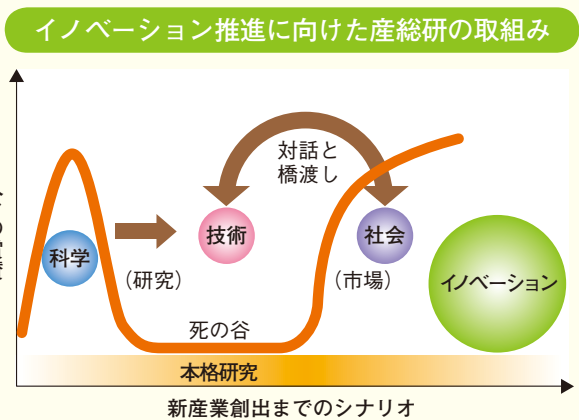 イノベーション推進に向けた産総研の取組み
対話と
橋渡し
科学
技術
社会
(研究)
(市場)
イノベーション
死の谷
本格研究
新産業創出までのシナリオ